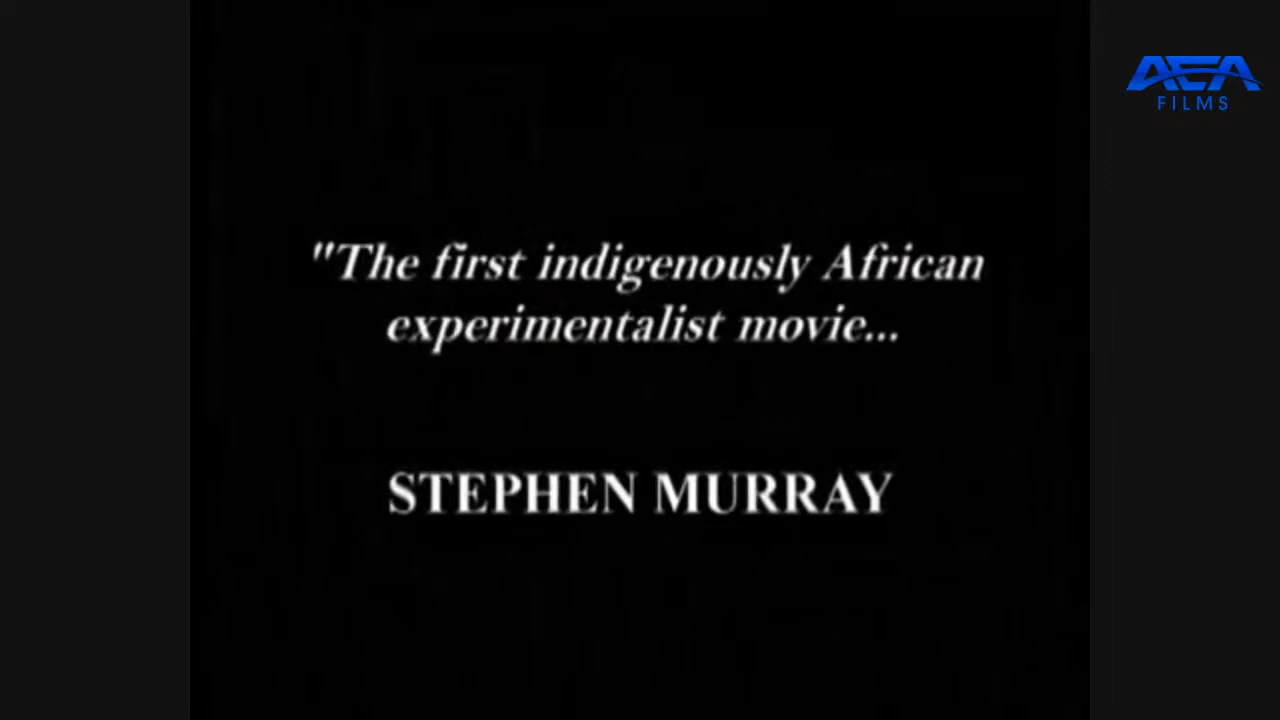 AEA
FILMS
"The first indigenously African
experimentalist movie...
STEPHEN MURRAY